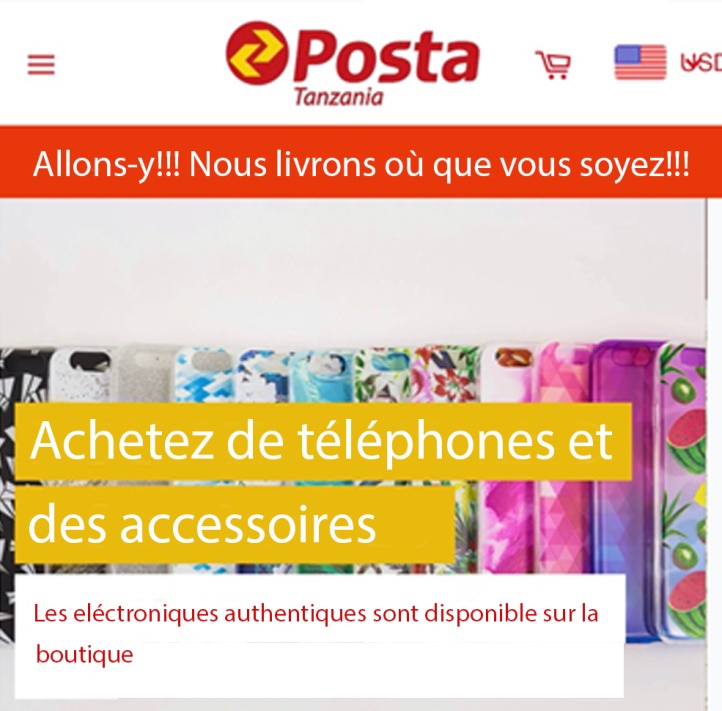 Posta
Tanzania
USD
Allons-y!!! Nous livrons où que vous soyez!!!
Achetez de téléphones et
des accessoires
Les eléctroniques authentiques sont disponible sur la
boutique